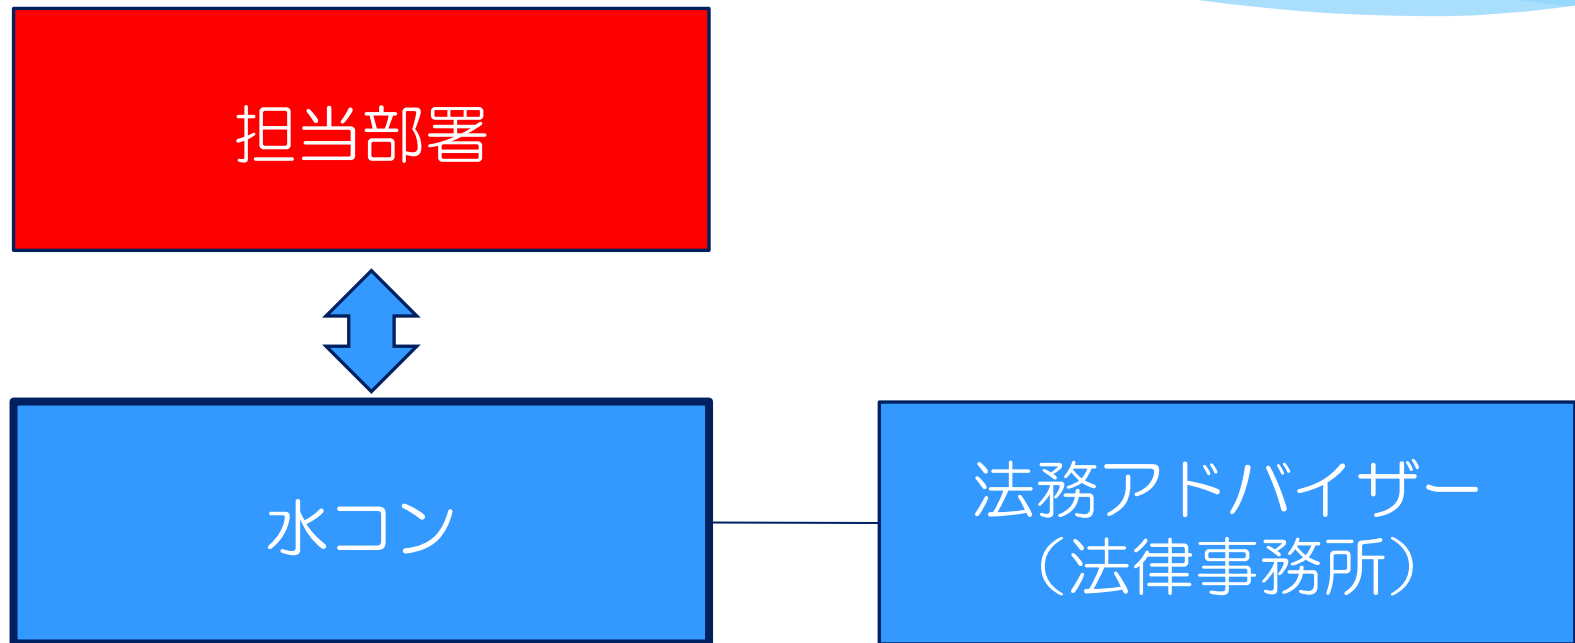 担当部署
水コン
法務アドバイザー
（法律事務所）